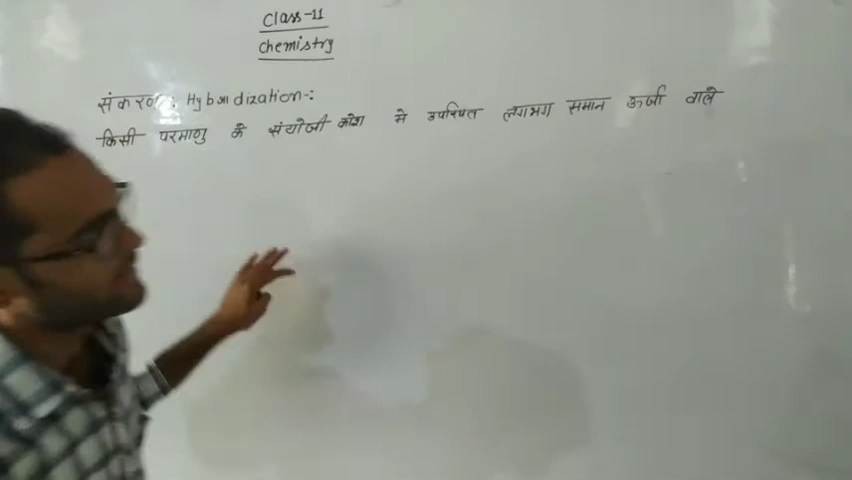 Class-11
Chemistry
संकरण : Hybridization-:
किसी परमाणु के संयोजी कोश मे उपस्थित लगभग समान ऊर्जा वाले